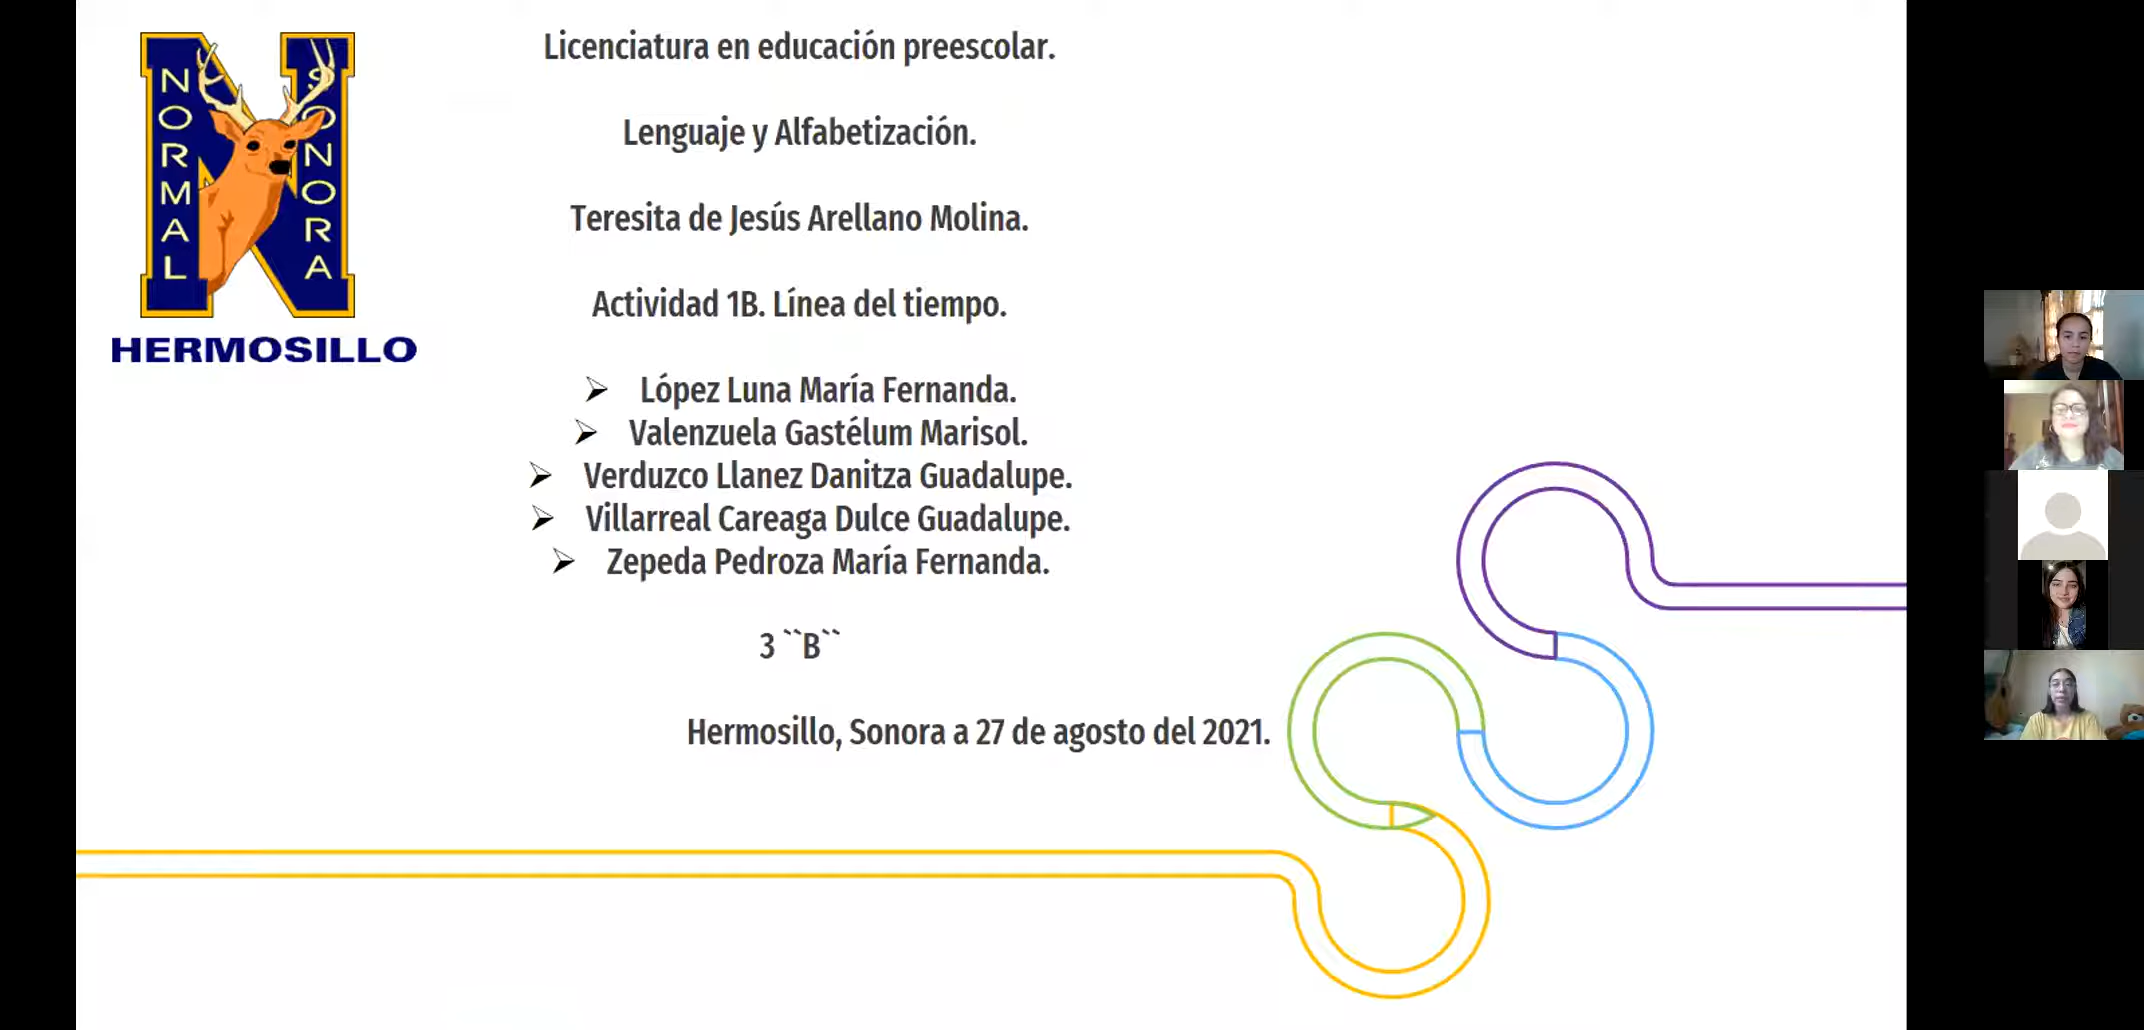 NORMAL
SONORA
HERMOSILLO
Licenciatura en educación preescolar.
Lenguaje y Alfabetización.
Teresita de Jesús Arellano Molina.
Actividad 1B. Línea del tiempo.
➢ López Luna María Fernanda.
➢ Valenzuela Gastélum Marisol.
➢ Verduzco Llanez Danitza Guadalupe.
➢ Villarreal Careaga Dulce Guadalupe.
➢ Zepeda Pedroza María Fernanda.
3 ``B``
Hermosillo, Sonora a 27 de agosto del 2021.